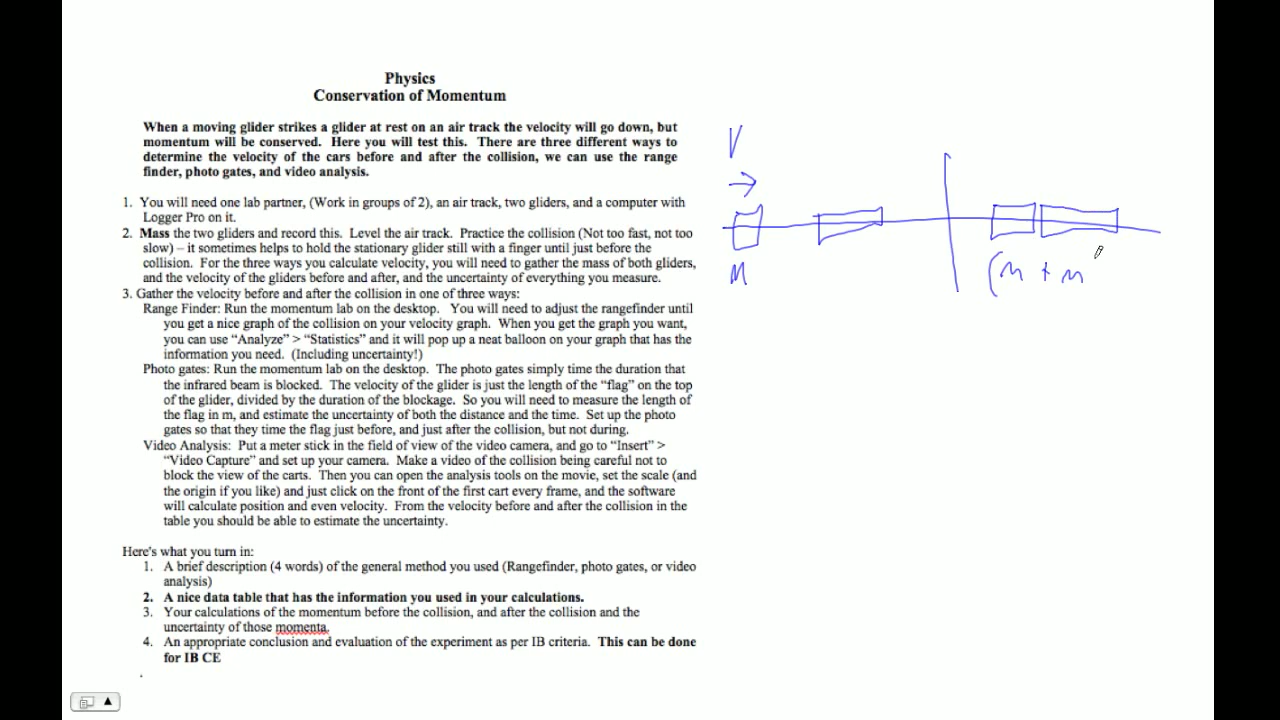 Physics
Conservation of Momentum
When a moving glider strikes a glider at rest on an air track the velocity will go down, but
momentum will be conserved. Here you will test this. There are three different ways to
determine the velocity of the cars before and after the collision, we can use the range
finder, photo gates, and video analysis.
1. You will need one lab partner, (Work in groups of 2), an air track, two gliders, and a computer with
Logger Pro on it.
2. Mass the two gliders and record this. Level the air track. Practice the collision (Not too fast, not too
slow) – it sometimes helps to hold the stationary glider still with a finger until just before the
collision. For the three ways you calculate velocity, you will need to gather the mass of both gliders,
and the velocity of the gliders before and after, and the uncertainty of everything you measure.
3. Gather the velocity before and after the collision in one of three ways:
Range Finder: Run the momentum lab on the desktop. You will need to adjust the rangefinder until
you get a nice graph of the collision on your velocity graph. When you get the graph you want,
you can use “Analyze” > “Statistics” and it will pop up a neat balloon on your graph that has the
information you need. (Including uncertainty!)
Photo gates: Run the momentum lab on the desktop. The photo gates simply time the duration that
the infrared beam is blocked. The velocity of the glider is just the length of the “flag” on the top
of the glider, divided by the duration of the blockage. So you will need to measure the length of
the flag in m, and estimate the uncertainty of both the distance and the time. Set up the photo
gates so that they time the flag just before, and just after the collision, but not during.
Video Analysis: Put a meter stick in the field of view of the video camera, and go to “Insert” >
“Video Capture” and set up your camera. Make a video of the collision being careful not to
block the view of the carts. Then you can open the analysis tools on the movie, set the scale (and
the origin if you like) and just click on the front of the first cart every frame, and the software
will calculate position and even velocity. From the velocity before and after the collision in the
table you should be able to estimate the uncertainty.
Here's what you turn in:
1. A brief description (4 words) of the general method you used (Rangefinder, photo gates, or video
analysis)
2. A nice data table that has the information you used in your calculations.
3. Your calculations of the momentum before the collision, and after the collision and the
uncertainty of those momenta.
4. An appropriate conclusion and evaluation of the experiment as per IB criteria. This can be done
for IB CE
.
V
m
(m + m